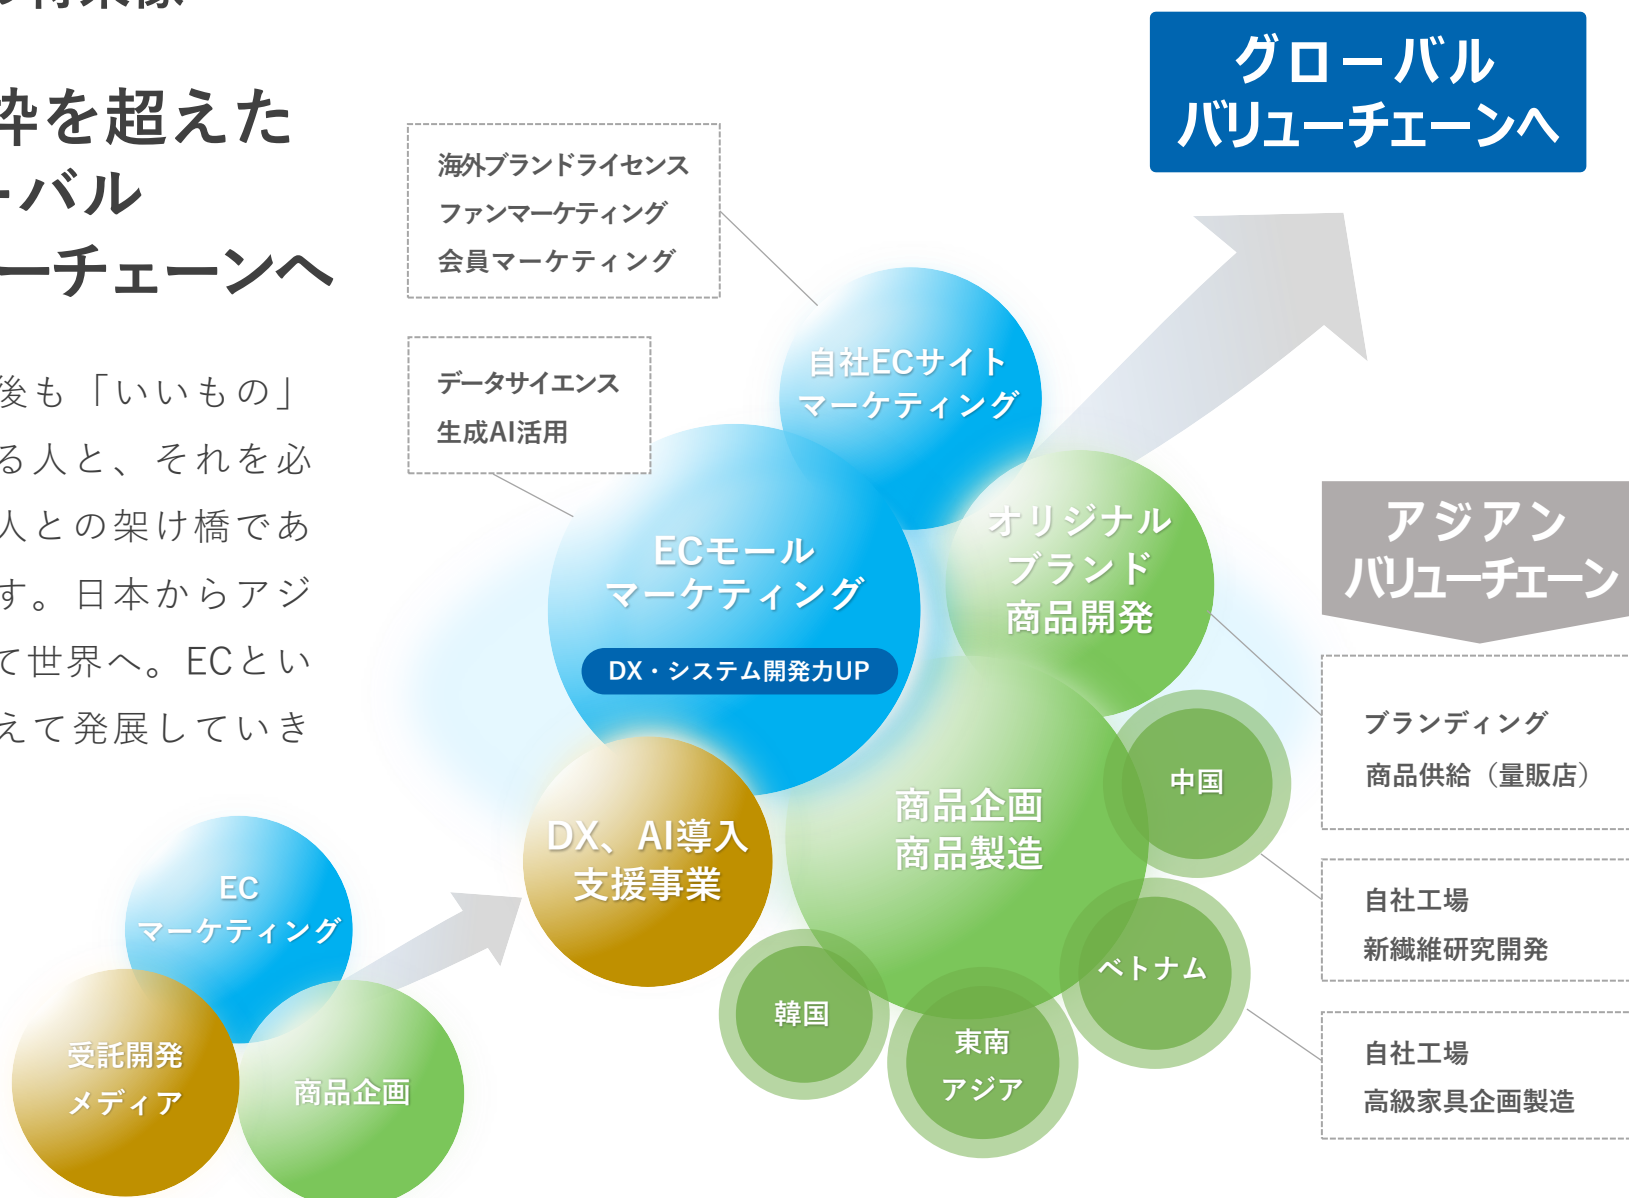 の将来像
枠を超えた
ーバル
ーチェーンへ
後も「いいもの」
る人と、それを必
人との架け橋であ
す。日本からアジ
て世界へ。ECとい
えて発展していき
グローバル
バリューチェーンへ
海外ブランドライセンス
ファンマーケティング
会員マーケティング
データサイエンス
生成AI活用
自社ECサイト
マーケティング
ECモール
マーケティング
DX・システム開発力UP
オリジナル
ブランド
商品開発
アジアン
バリューチェーン
ブランディング
商品供給（量販店）
商品企画
商品製造
中国
自社工場
新繊維研究開発
ベトナム
自社工場
高級家具企画製造
東南
アジア
韓国
DX、AI導入
支援事業
EC
マーケティング
受託開発
メディア
商品企画